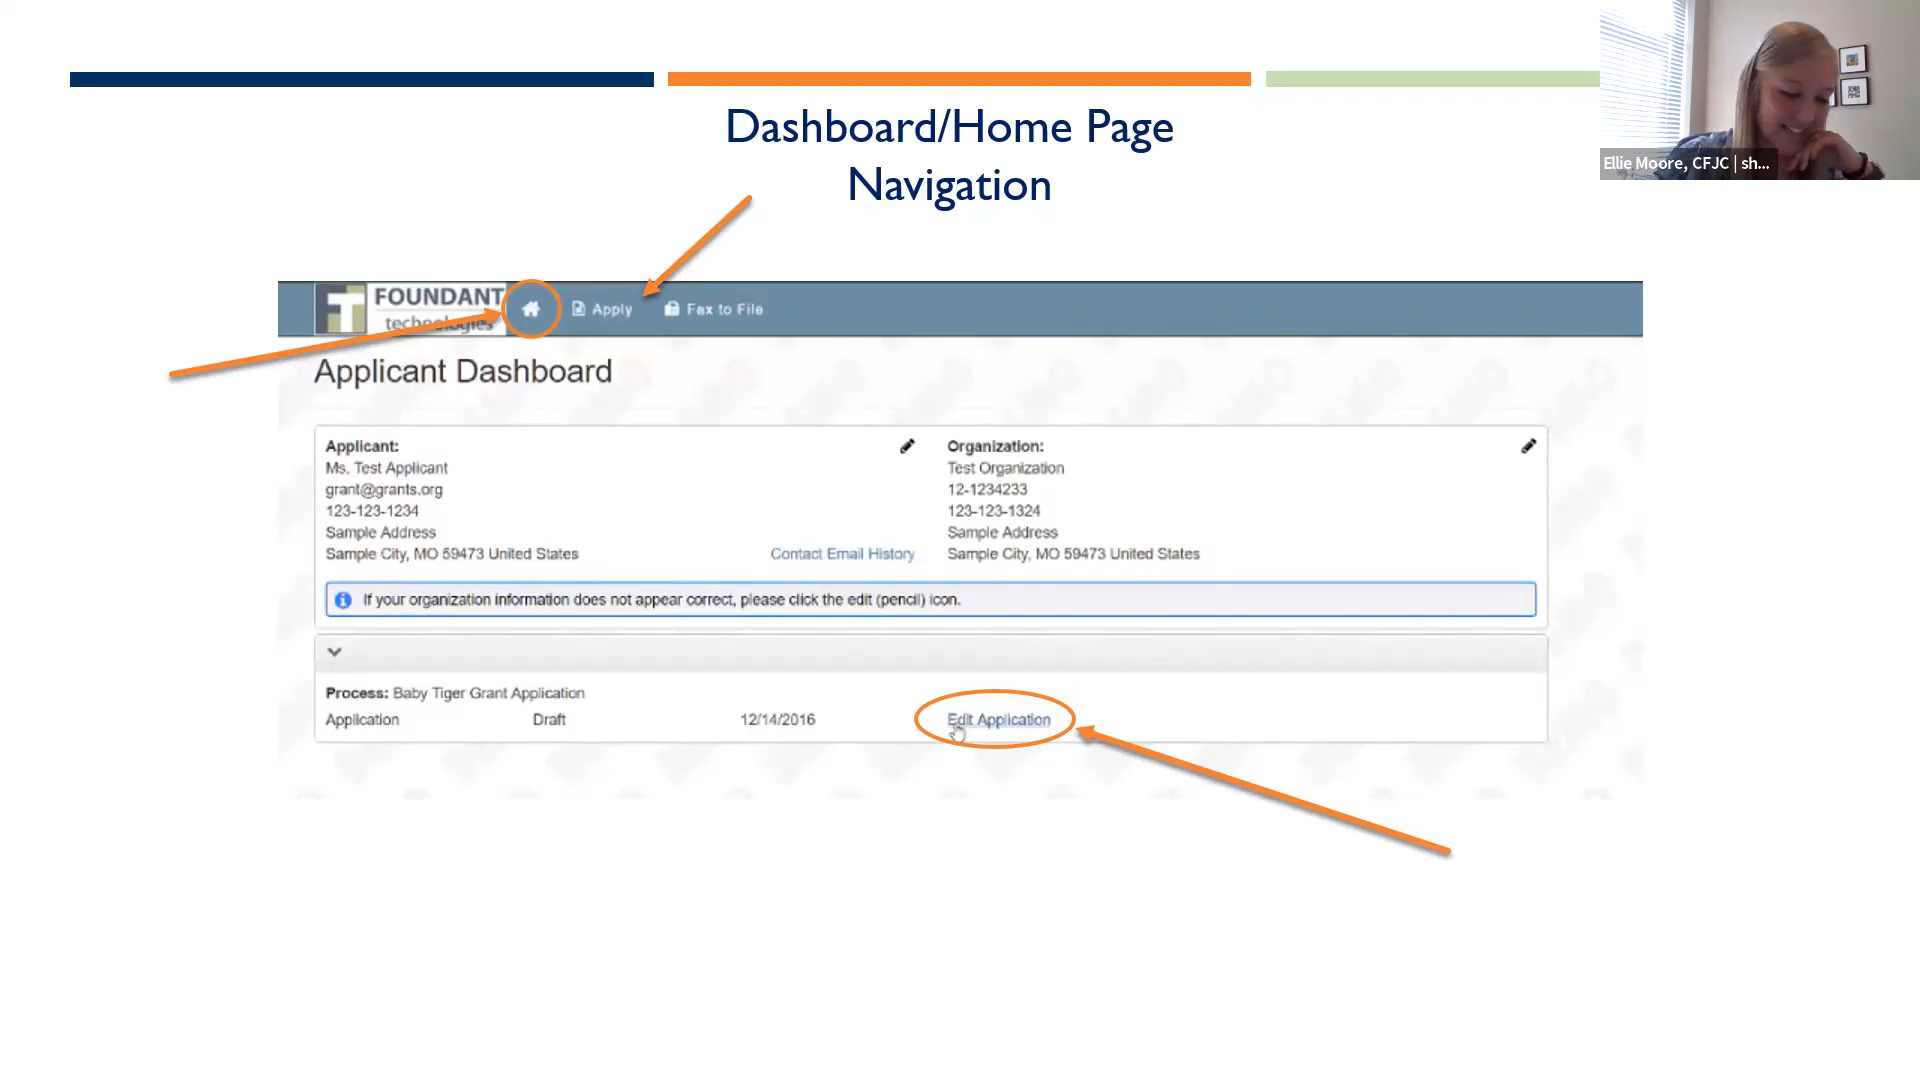 Dashboard/Home Page
Navigation
Ellie Moore, CFJC | sh...
FOUNDANT
technologies
Apply
Fax to File
Applicant Dashboard
Applicant:
Ms. Test Applicant
grant@grants.org
123-123-1234
Sample Address
Sample City, MO 59473 United States
Contact Email History
Organization:
Test Organization
12-1234233
123-123-1324
Sample Address
Sample City, MO 59473 United States
If your organization information does not appear correct, please click the edit (pencil) icon.
Process: Baby Tiger Grant Application
Application Draft 12/14/2016 Edit Application